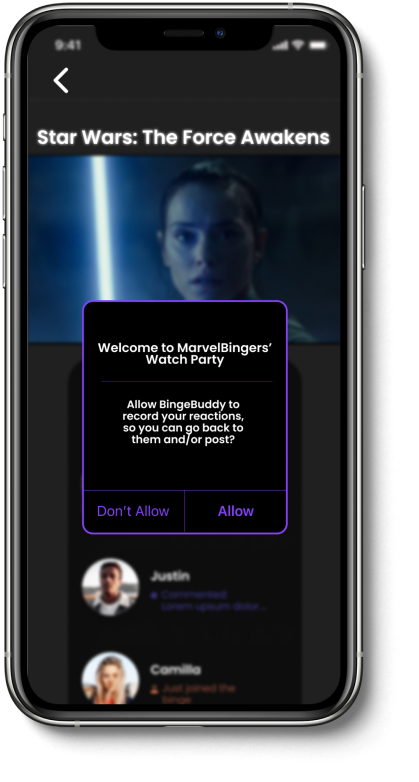 9:41
Star Wars: The Force Awakens
Welcome to MarvelBingers’
Watch Party
Allow BingeBuddy to
record your reactions,
so you can go back to
them and/or post?
Don’t Allow
Allow
Justin
Commented
Lorem upsum dolor...
Camilla
Just joined the
binge